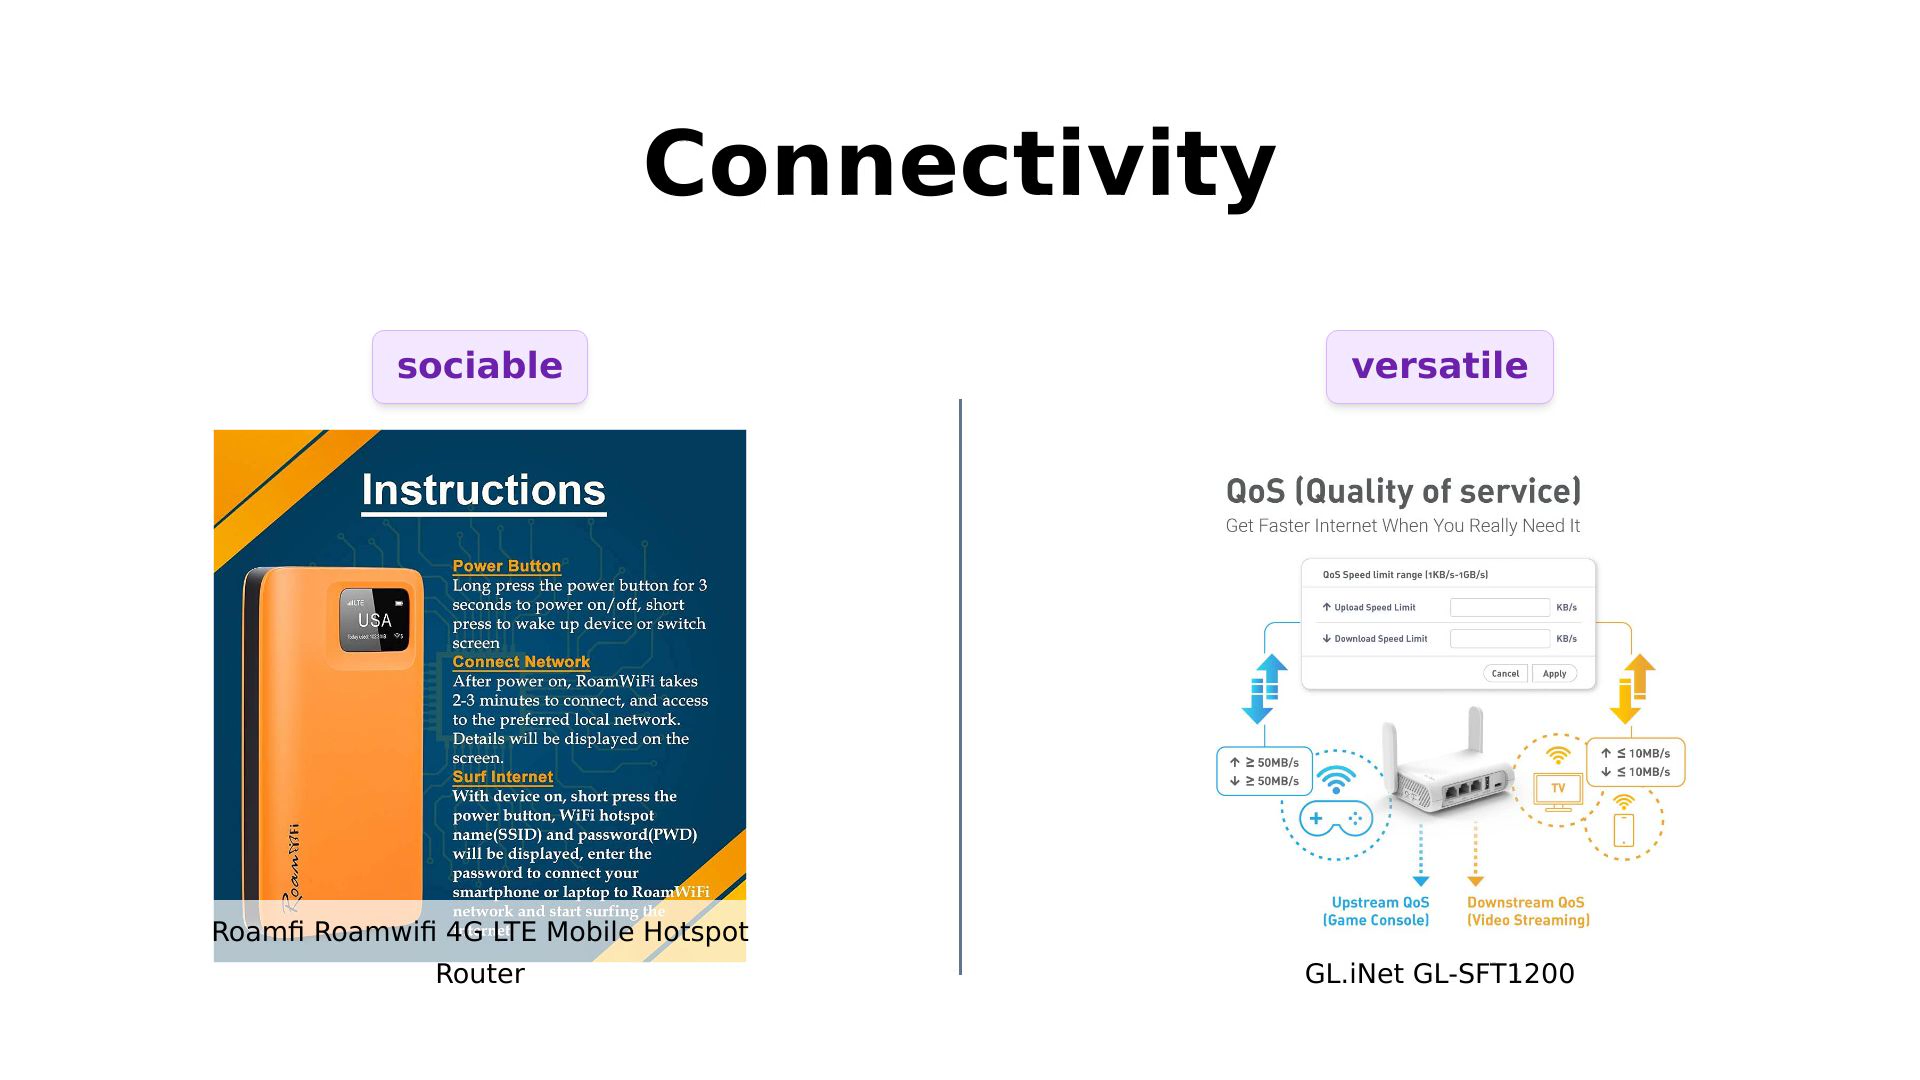 Connectivity
sociable
Instructions
Power Button
Long press the power button for 3
seconds to power on/off, short
press to wake up device or switch
screen
Connect Network
After power on, RoamWiFi takes
2-3 minutes to connect, and access
to the preferred local network.
Details will be displayed on the
screen.
Surf Internet
With device on, short press the
power button, WiFi hotspot
name(SSID) and password(PWD)
will be displayed, enter the
password to connect your
smartphone or laptop to RoamWiFi
network and start surfing the
LTE
USA
RoamWiFi
Roamfi Roamwifi 4G LTE Mobile Hotspot
Router
versatile
QoS (Quality of service)
Get Faster Internet When You Really Need It
QoS Speed limit range (1KB/s-1GB/s)
↑ Upload Speed Limit KB/s
↓ Download Speed Limit KB/s
Cancel Apply
↑ ≥ 50MB/s
↓ ≥ 50MB/s
↑ ≤ 10MB/s
↓ ≤ 10MB/s
TV
Upstream QoS
(Game Console)
Downstream QoS
(Video Streaming)
GL.iNet GL-SFT1200